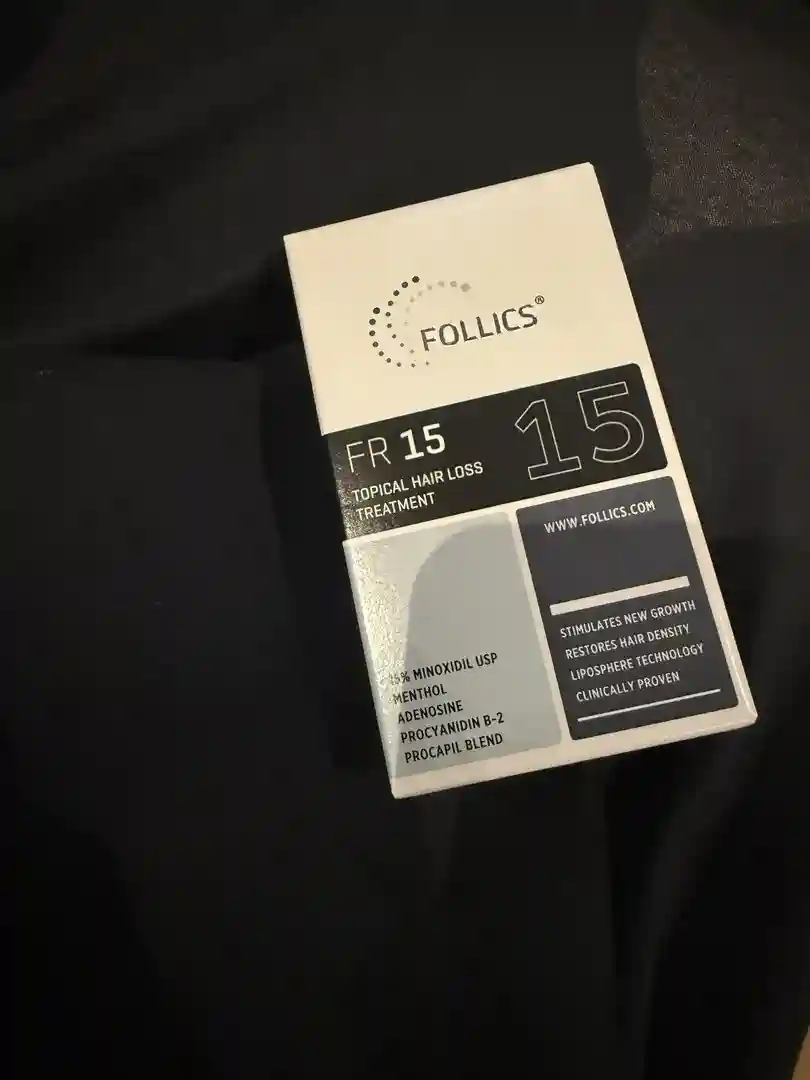 FOLLICS®
FR 15
15
TOPICAL HAIR LOSS
TREATMENT
WWW.FOLLICS.COM
STIMULATES NEW GROWTH
RESTORES HAIR DENSITY
LIPOSPHERE TECHNOLOGY
CLINICALLY PROVEN
15% MINOXIDIL USP
MENTHOL
ADENOSINE
PROCYANIDIN B-2
PROCAPIL BLEND